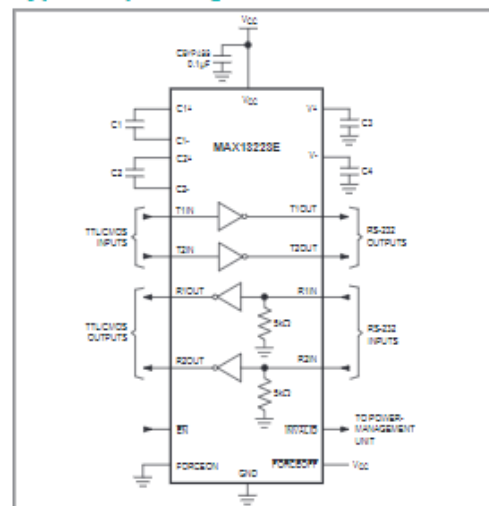 VCC
CBYPASS
0.1µF
VCC
C1+
V+
C1
C3
C1-
MAX13223E
C2+
V-
C2
C4
C2-
T1IN
T1OUT
TTL/CMOS
INPUTS
RS-232
OUTPUTS
T2IN
T2OUT
R1OUT
R1IN
TTL/CMOS
OUTPUTS
5kΩ
RS-232
INPUTS
R2OUT
R2IN
5kΩ
EN
INVALID
TO POWER-
MANAGEMENT
UNIT
FORCEON
FORCEOFF
VCC
GND